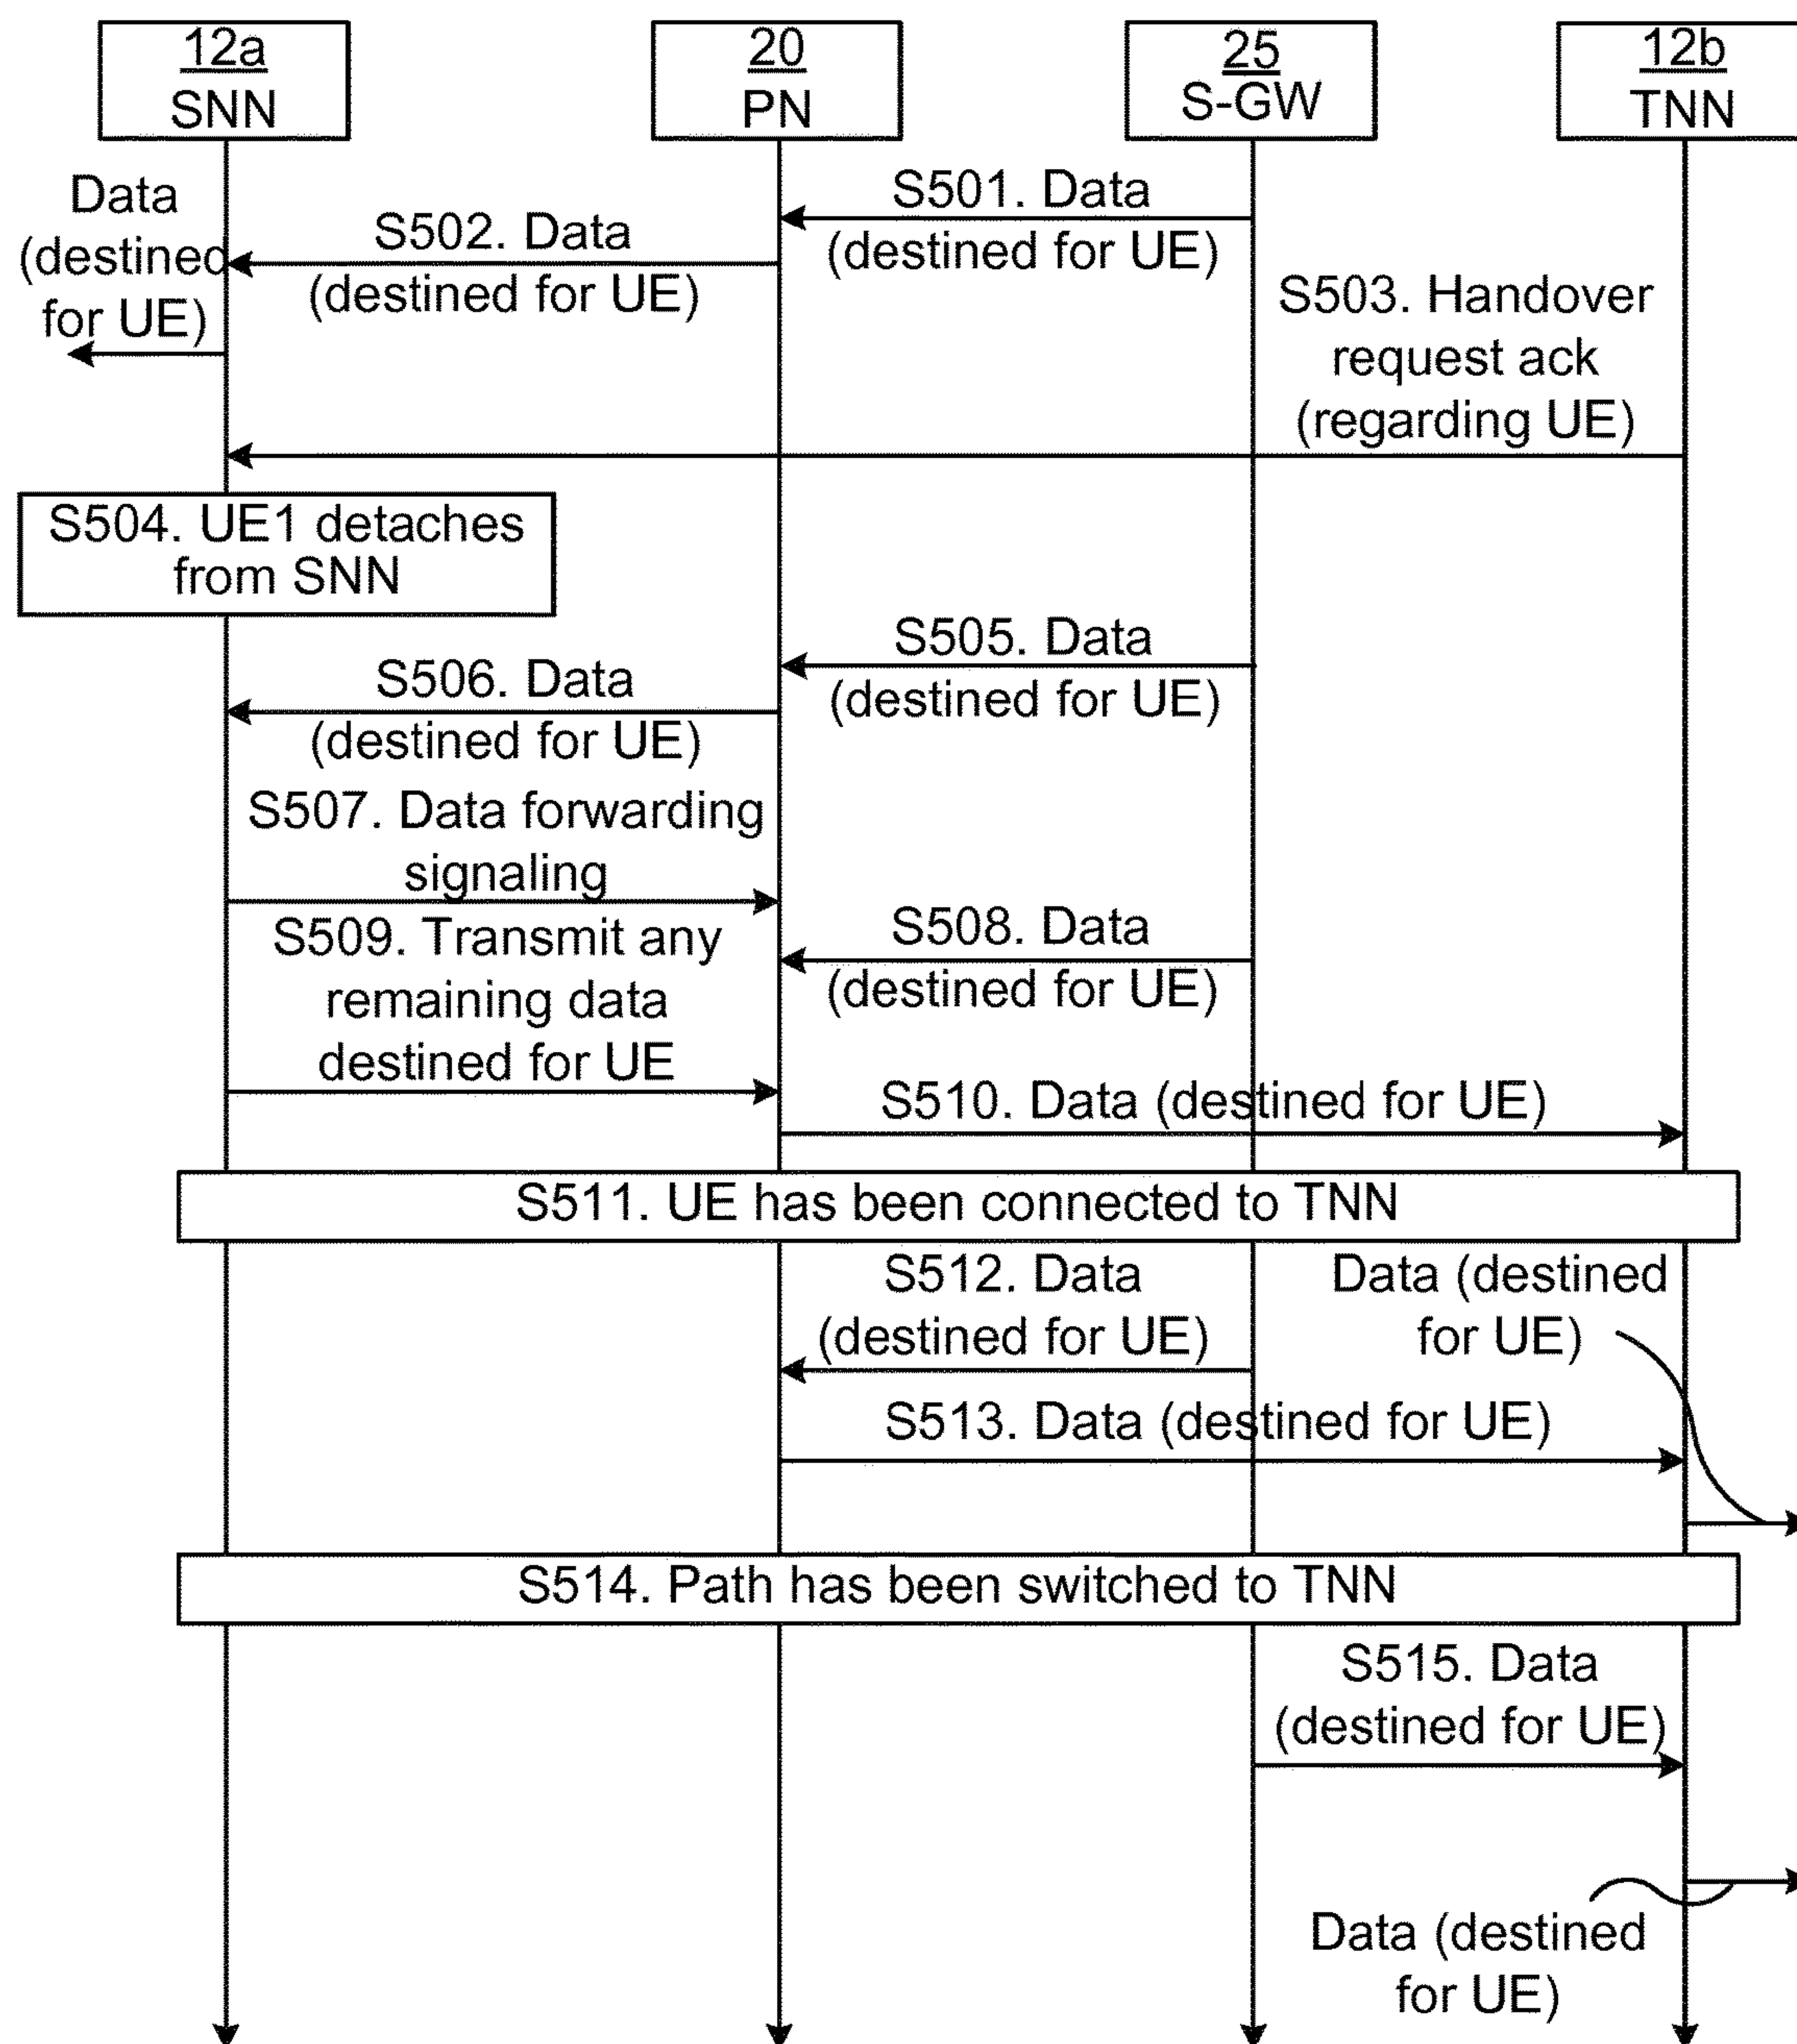 12a
SNN
20
PN
25
S-GW
12b
TNN
Data
(destined
for UE)
S501. Data
(destined for UE)
S502. Data
(destined for UE)
S503. Handover
request ack
(regarding UE)
S504. UE1 detaches
from SNN
S505. Data
(destined for UE)
S506. Data
(destined for UE)
S507. Data forwarding
signaling
S508. Data
(destined for UE)
S509. Transmit any
remaining data
destined for UE
S510. Data (destined for UE)
S511. UE has been connected to TNN
S512. Data
(destined for UE)
Data (destined
for UE)
S513. Data (destined for UE)
S514. Path has been switched to TNN
S515. Data
(destined for UE)
Data (destined
for UE)